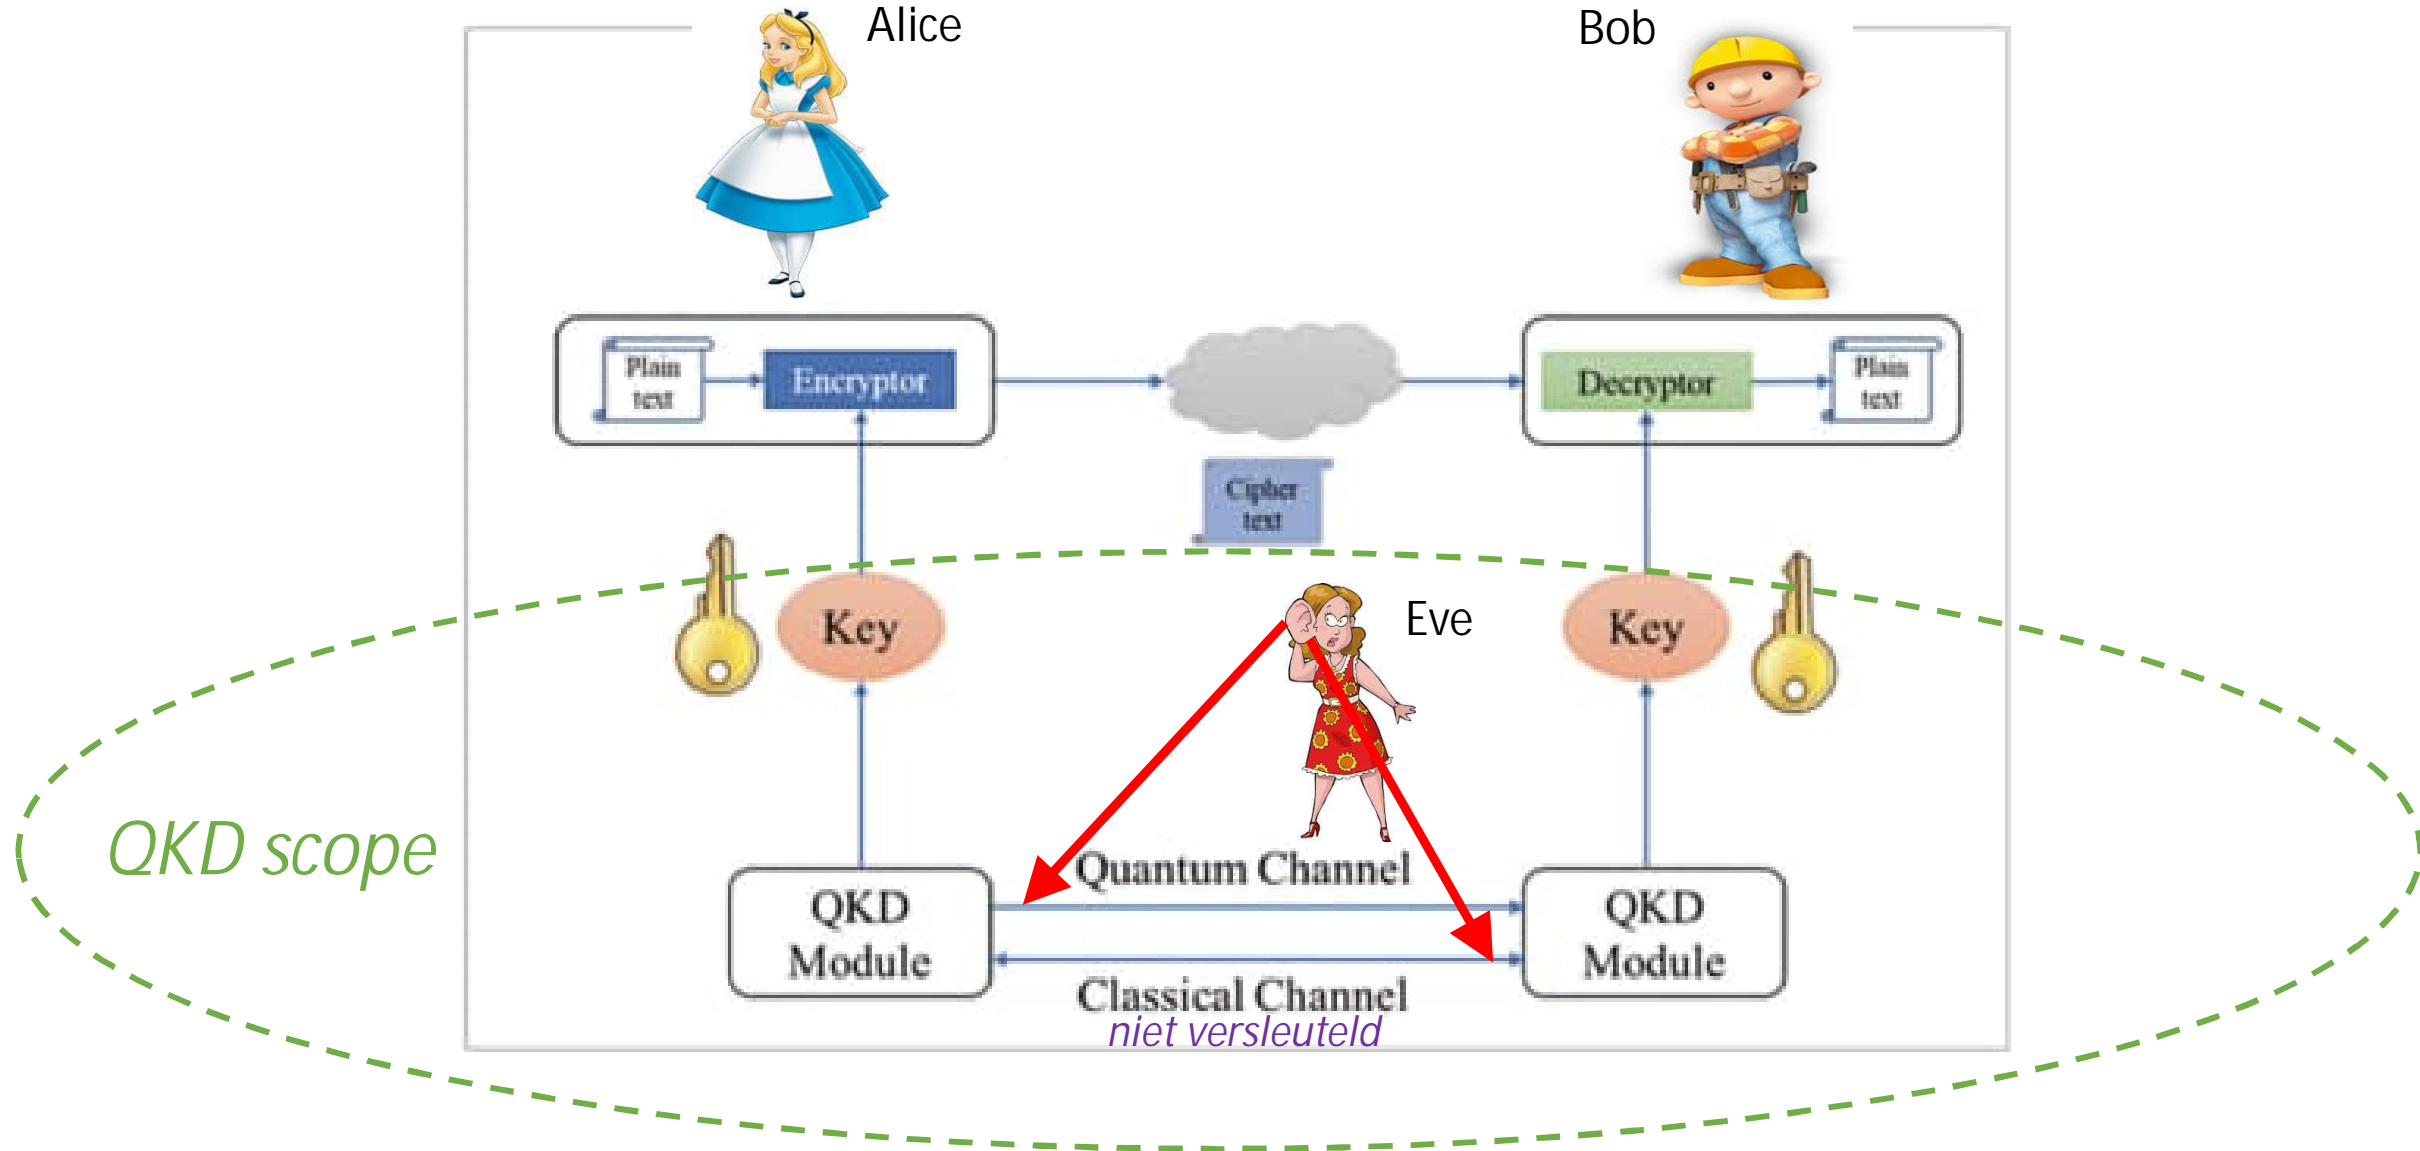 Alice
Bob
Plain
text
Encryptor
Decryptor
Plain
text
Cipher
text
Key
Eve
Key
QKD scope
Quantum Channel
QKD
Module
QKD
Module
Classical Channel
niet versleuteld